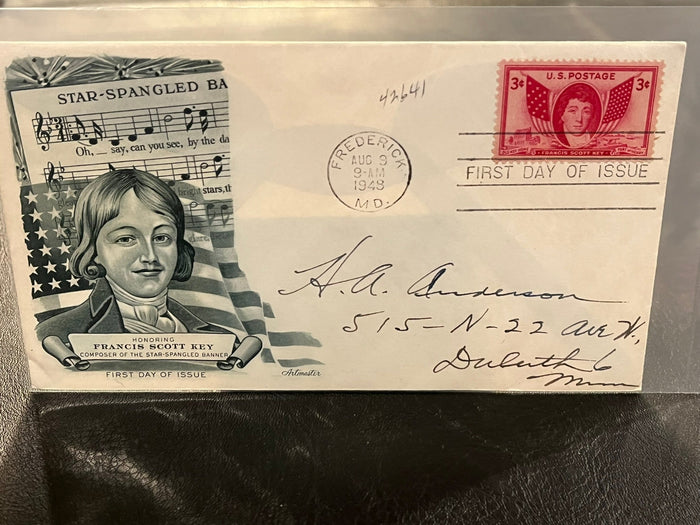 STAR-SPANGLED BA
Oh, say, can you see, by the da
bright stars, th
HONORING
FRANCIS SCOTT KEY
COMPOSER OF THE STAR-SPANGLED BANNER
FIRST DAY OF ISSUE
Artmaster
42641
FREDERICK
AUG 9
9-AM
1948
MD.
U.S. POSTAGE
3¢ 3¢
FRANCIS SCOTT KEY
FIRST DAY OF ISSUE
H. A. Anderson
515-N-22 Ave W.,
Duluth 6
Minn